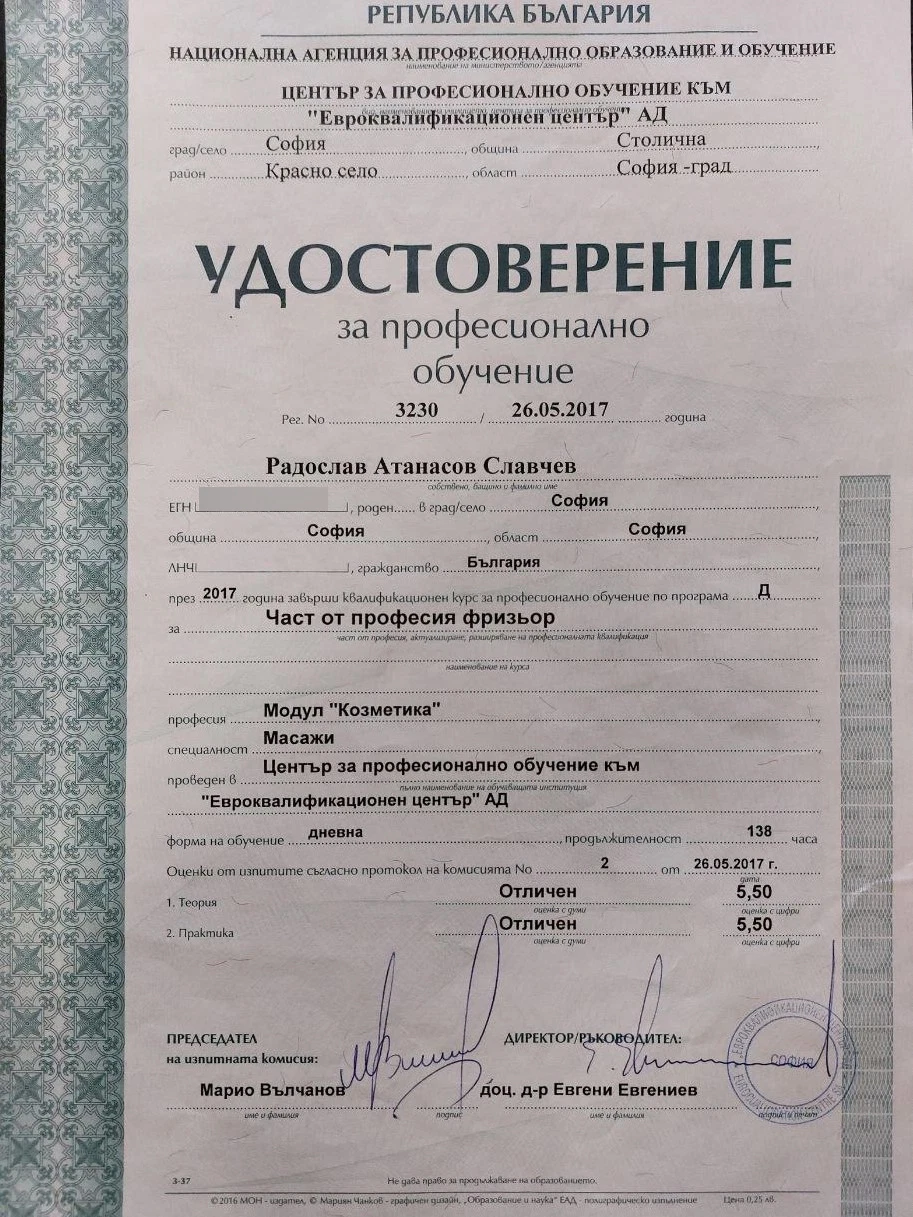 РЕПУБЛИКА БЪЛГАРИЯ
НАЦИОНАЛНА АГЕНЦИЯ ЗА ПРОФЕСИОНАЛНО ОБРАЗОВАНИЕ И ОБУЧЕНИЕ
наименование на министерството/агенцията
ЦЕНТЪР ЗА ПРОФЕСИОНАЛНО ОБУЧЕНИЕ КЪМ
"Евроквалификационен център" АД
град/село София, община Столична
район Красно село, област София -град
УДОСТОВЕРЕНИЕ
за професионално
обучение
Рег. No 3230 / 26.05.2017 година
Радослав Атанасов Славчев
собствено, бащино и фамилно име
ЕГН , роден...... в град/село София
община София, област София
ЛНЧ , гражданство България
през 2017 година завърши квалификационен курс за професионално обучение по програма Д
за Част от професия фризьор
част от професия, актуализиране, разширяване на професионалната квалификация
наименование на курса
професия Модул "Козметика"
специалност Масажи
проведен в Център за професионално обучение към
пълно наименование на обучаващата институция
"Евроквалификационен център" АД
форма на обучение дневна, продължителност 138 часа
Оценки от изпитите съгласно протокол на комисията No 2 от 26.05.2017 г.
дата
1. Теория Отличен 5,50
оценка с думи оценка с цифри
2. Практика Отличен 5,50
оценка с думи оценка с цифри
ПРЕДСЕДАТЕЛ ДИРЕКТОР/РЪКОВОДИТЕЛ:
на изпитната комисия:
Марио Вълчанов доц. д-р Евгени Евгениев
име и фамилия подпис име и фамилия подпис и печат
СОФИЯ
3-37 Не дава право за продължаване на образованието.
© 2016 МОН - издател, © Мариян Чанков - графичен дизайн, „Образование и наука" ЕАД - полиграфическо изпълнение Цена 0,25 лв.